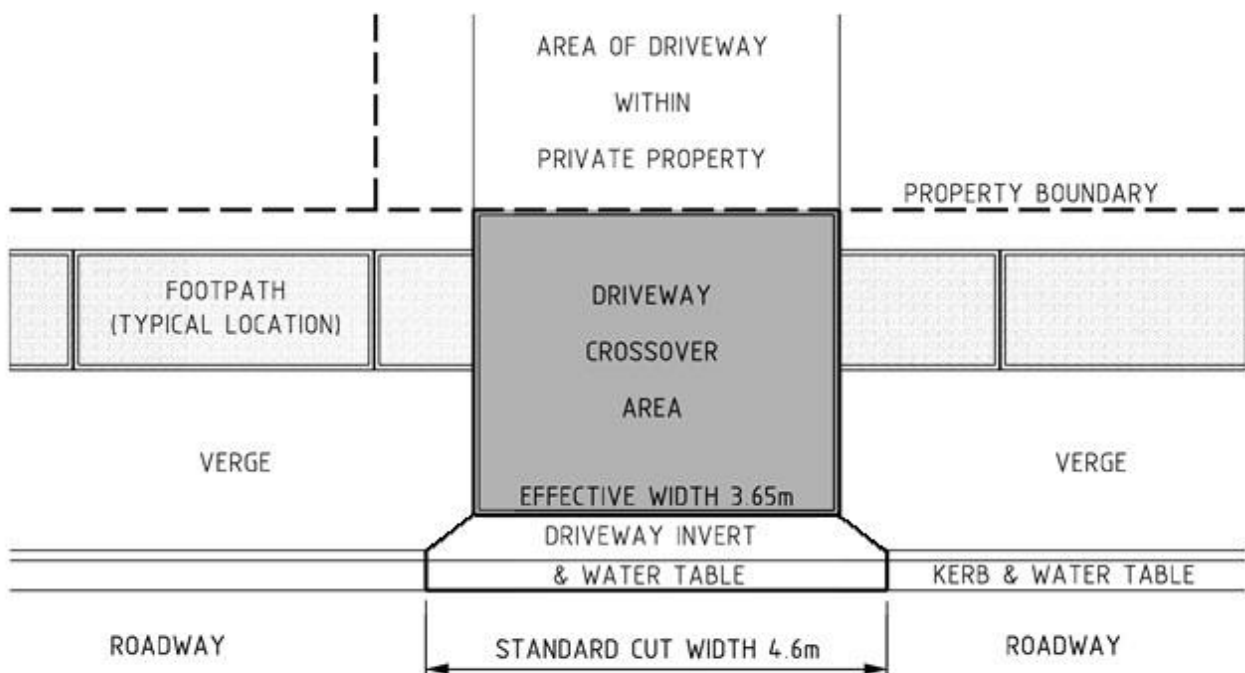 AREA OF DRIVEWAY
WITHIN
PRIVATE PROPERTY
PROPERTY BOUNDARY
FOOTPATH
(TYPICAL LOCATION)
DRIVEWAY
CROSSOVER
AREA
VERGE
VERGE
EFFECTIVE WIDTH 3.65m
DRIVEWAY INVERT
& WATER TABLE
KERB & WATER TABLE
ROADWAY
STANDARD CUT WIDTH 4.6m
ROADWAY